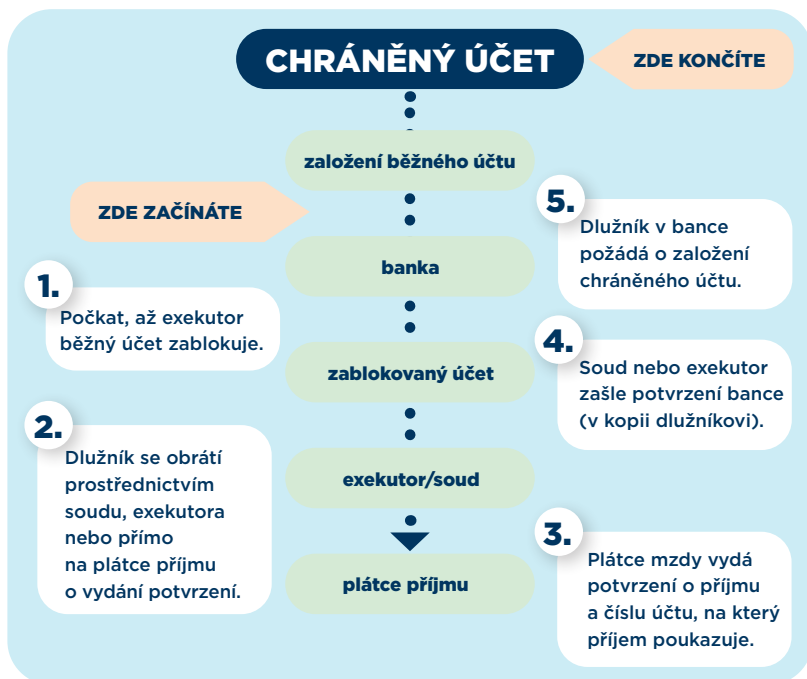 CHRÁNĚNÝ ÚČET
ZDE KONČÍTE
založení běžného účtu
ZDE ZAČÍNÁTE
banka
zablokovaný účet
exekutor/soud
plátce příjmu
1.
Počkat, až exekutor
běžný účet zablokuje.
2.
Dlužník se obrátí
prostřednictvím
soudu, exekutora
nebo přímo
na plátce příjmu
o vydání potvrzení.
3.
Plátce mzdy vydá
potvrzení o příjmu
a číslu účtu, na který
příjem poukazuje.
4.
Soud nebo exekutor
zašle potvrzení bance
(v kopii dlužníkovi).
5.
Dlužník v bance
požádá o založení
chráněného účtu.